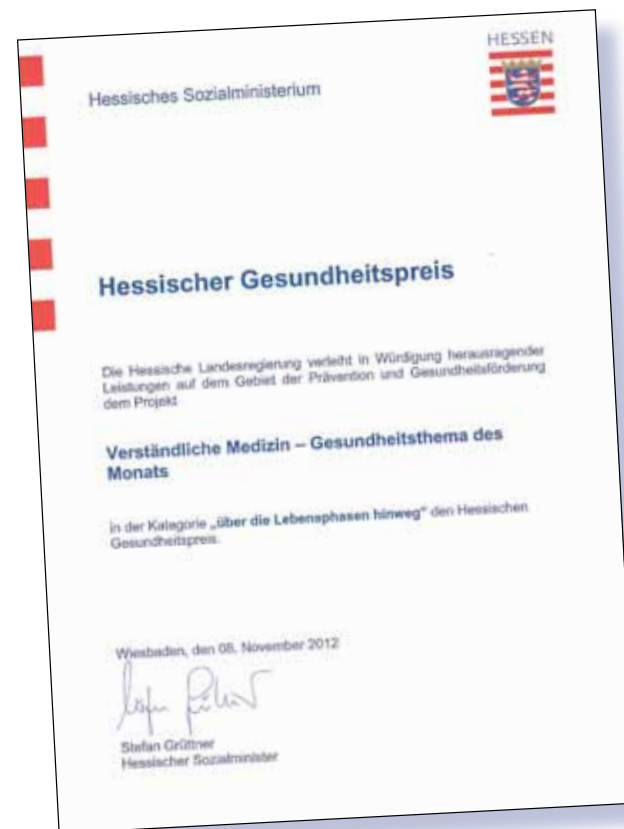 HESSEN
Hessisches Sozialministerium
Hessischer Gesundheitspreis
Die Hessische Landesregierung verleiht in Würdigung herausragender
Leistungen auf dem Gebiet der Prävention und Gesundheitsförderung
dem Projekt
Verständliche Medizin – Gesundheitsthema des
Monats
in der Kategorie „über die Lebensphasen hinweg“ den Hessischen
Gesundheitspreis.
Wiesbaden, den 08. November 2012
Stefan Grüttner
Hessischer Sozialminister